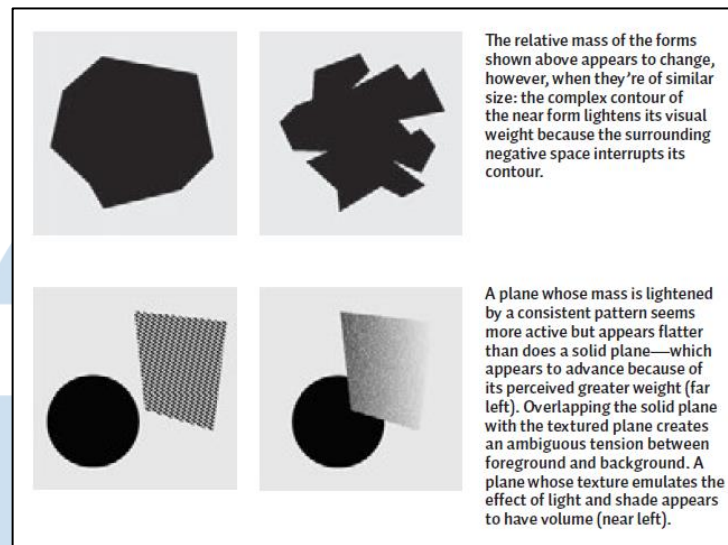 The relative mass of the forms
shown above appears to change,
however, when they’re of similar
size: the complex contour of
the near form lightens its visual
weight because the surrounding
negative space interrupts its
contour.
A plane whose mass is lightened
by a consistent pattern seems
more active but appears flatter
than does a solid plane—which
appears to advance because of
its perceived greater weight (far
left). Overlapping the solid plane
with the textured plane creates
an ambiguous tension between
foreground and background. A
plane whose texture emulates the
effect of light and shade appears
to have volume (near left).